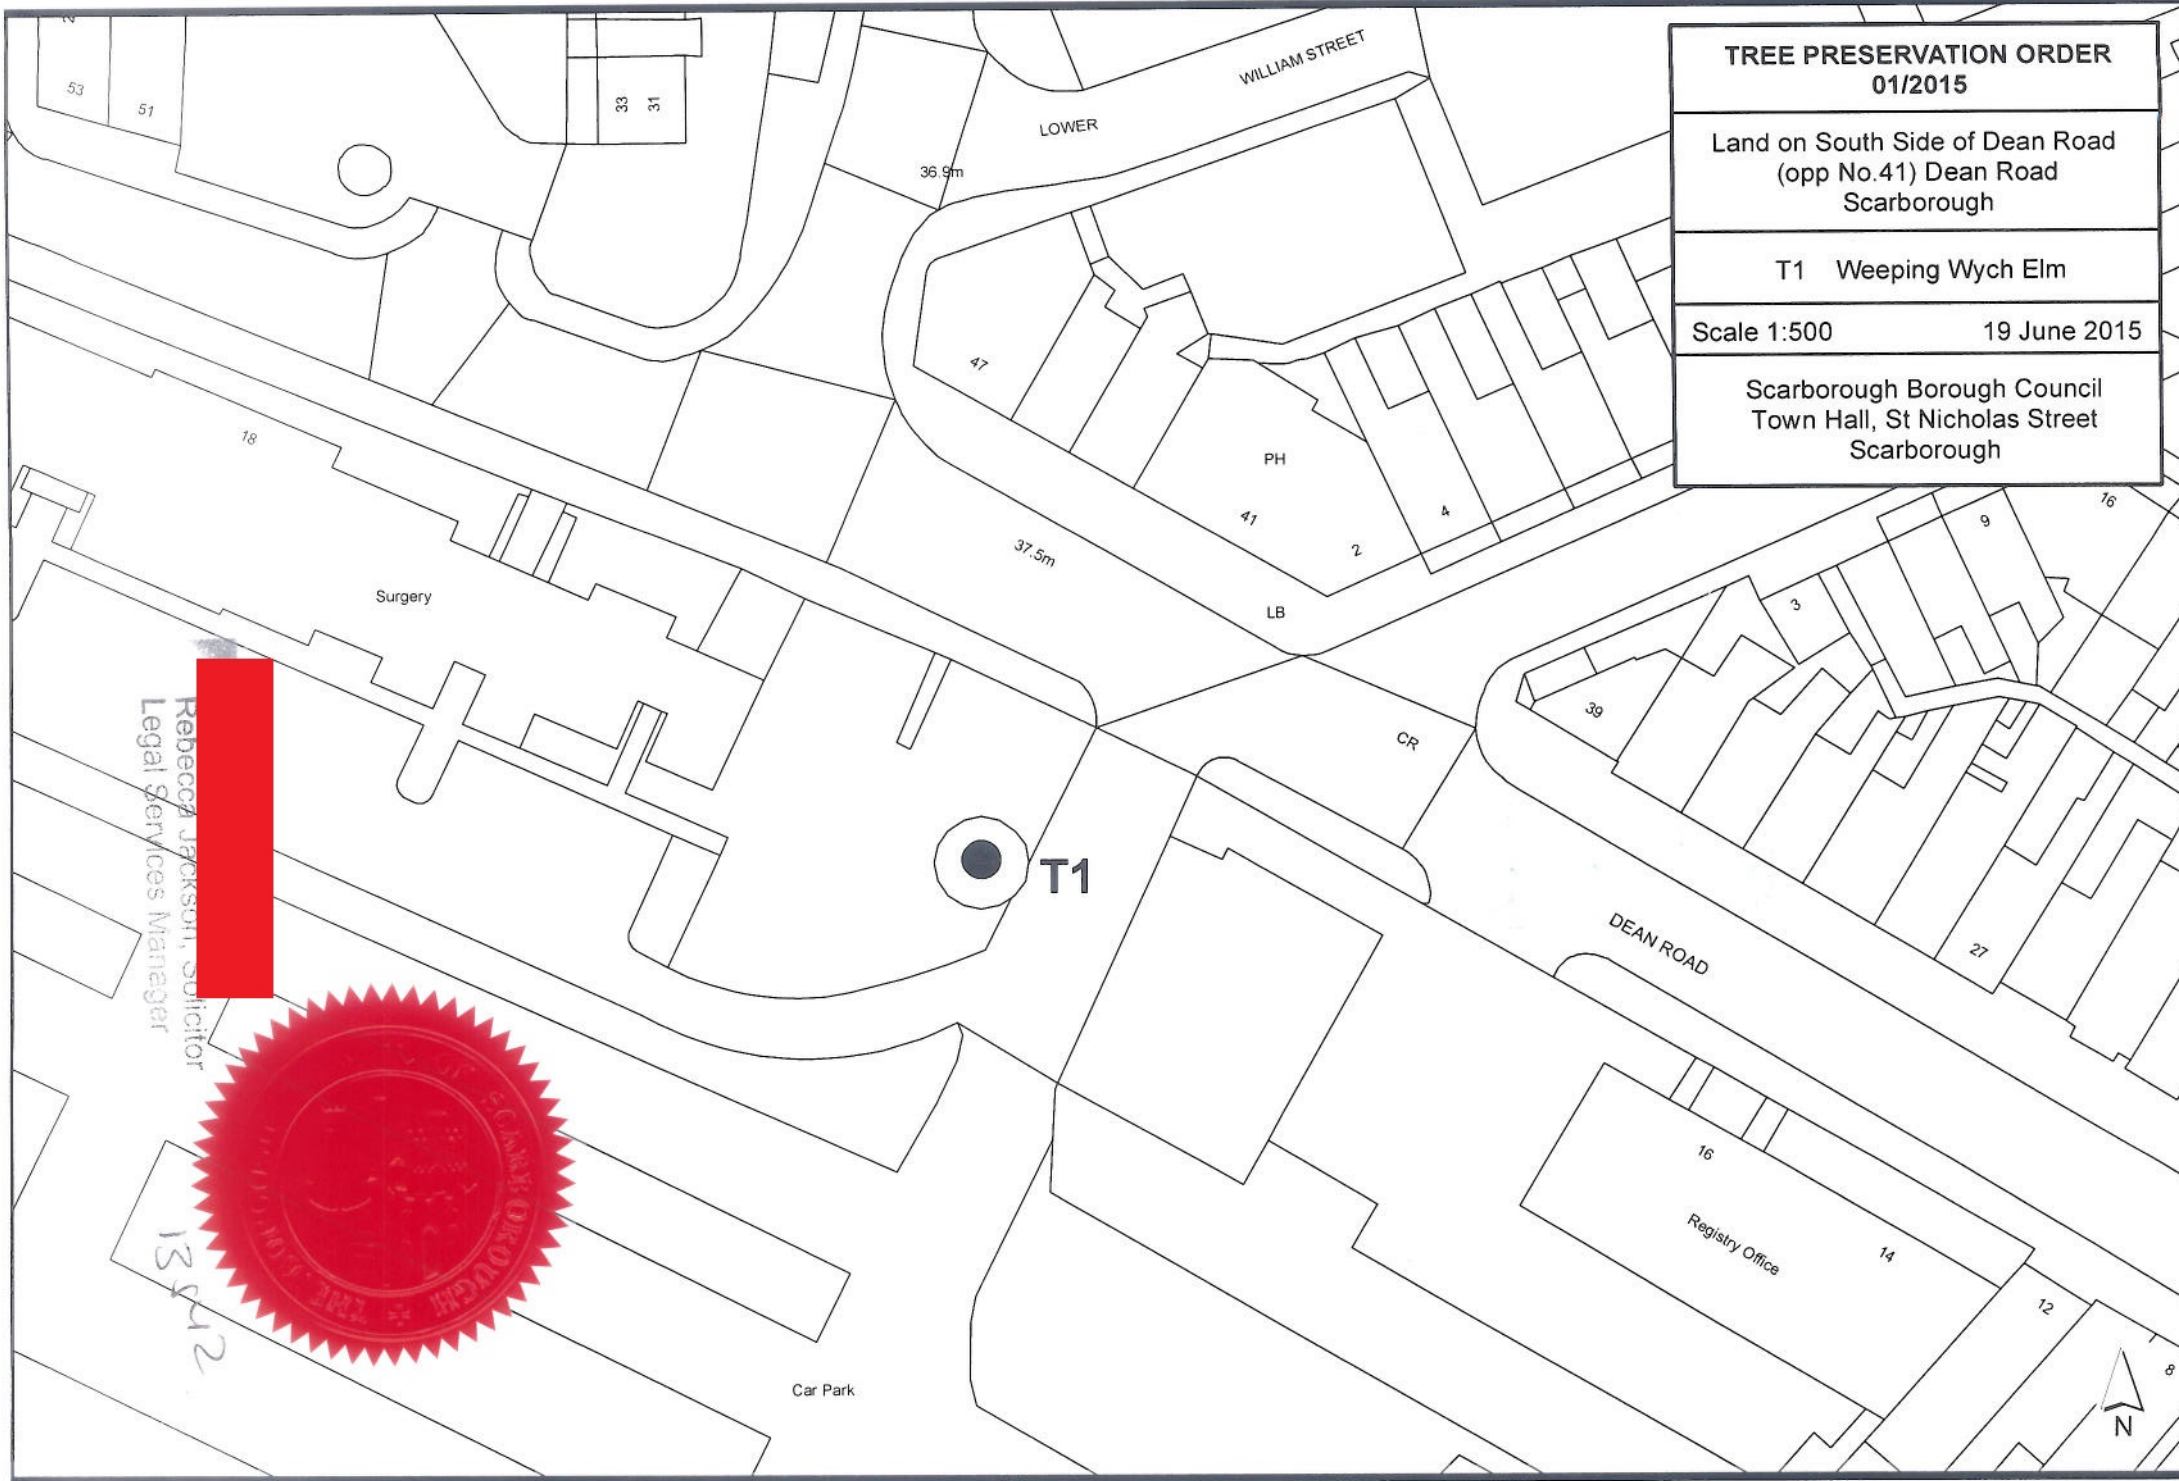 TREE PRESERVATION ORDER
01/2015
Land on South Side of Dean Road
(opp No.41) Dean Road
Scarborough
T1 Weeping Wych Elm
Scale 1:500 19 June 2015
Scarborough Borough Council
Town Hall, St Nicholas Street
Scarborough
53
51
33
31
WILLIAM STREET
LOWER
36.9m
47
18
PH
41
2
4
37.5m
LB
Surgery
16
9
3
39
CR
T1
DEAN ROAD
27
16
Registry Office
14
12
8
N
Car Park
Rebecca Jackson, Solicitor
Legal Services Manager
SCARBOROUGH
THE